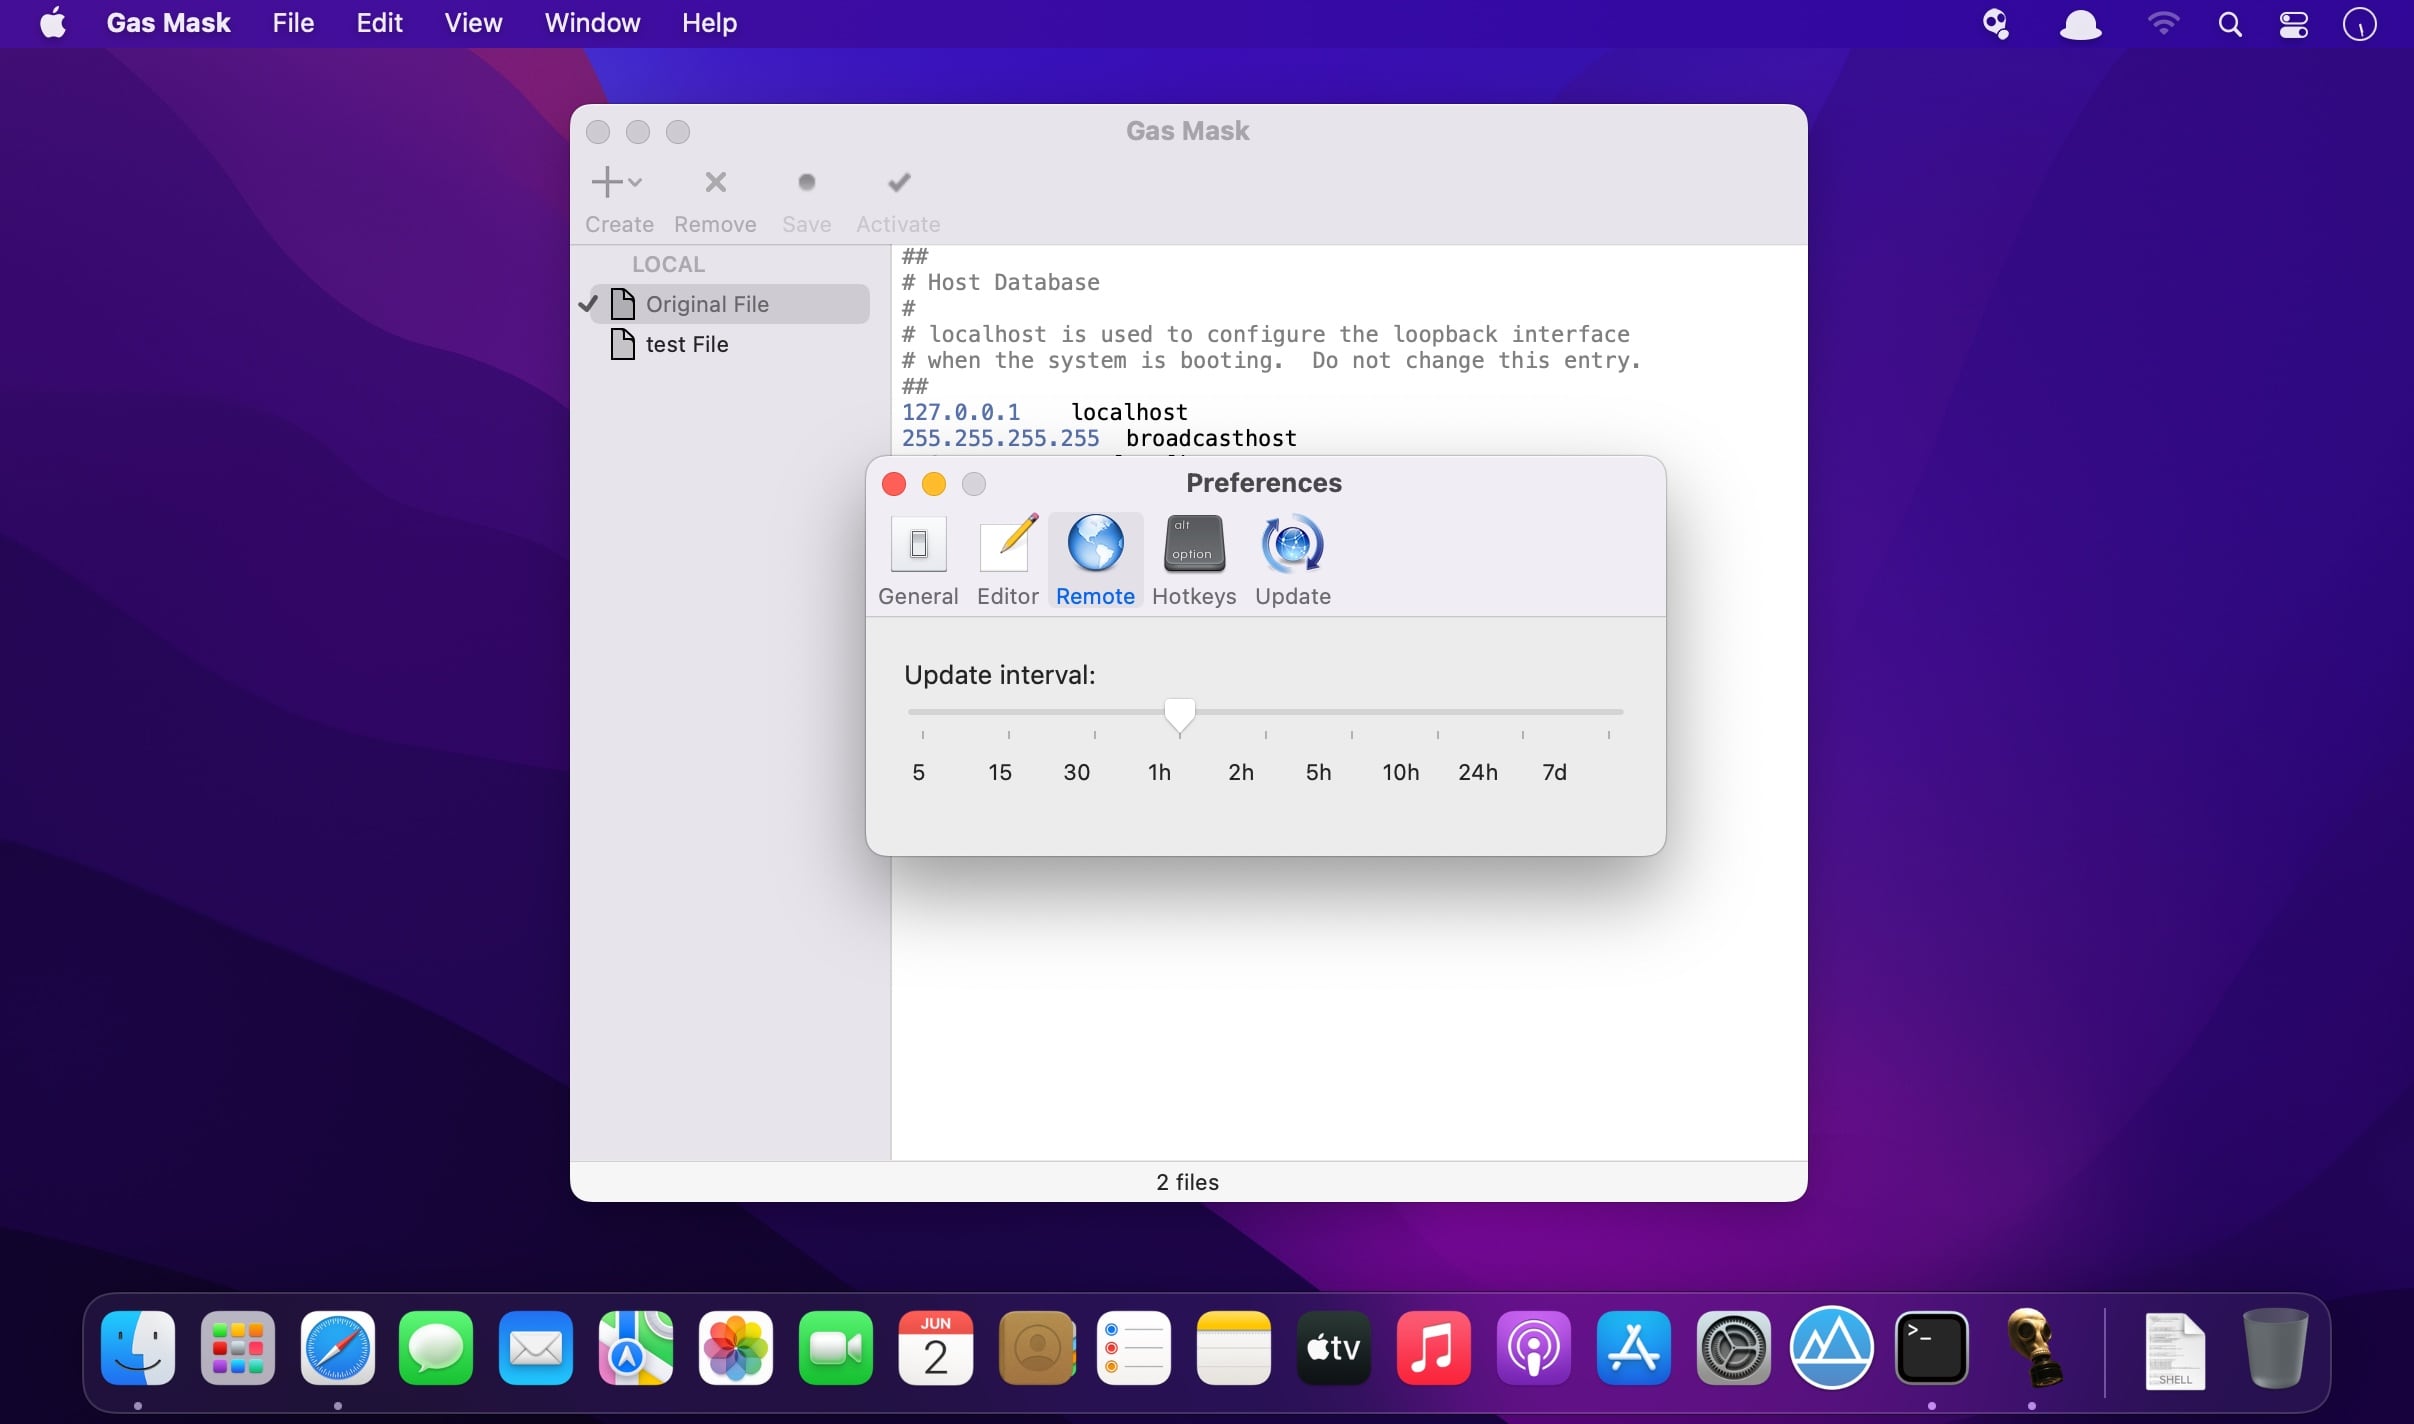 Gas Mask File Edit View Window Help
Gas Mask
Create Remove Save Activate
LOCAL
Original File
test File
##
# Host Database
#
# localhost is used to configure the loopback interface
# when the system is booting.  Do not change this entry.
##
127.0.0.1 localhost
255.255.255.255 broadcasthost
Preferences
alt
option
General Editor Remote Hotkeys Update
Update interval:
5 15 30 1h 2h 5h 10h 24h 7d
2 files
JUN
2
tv
>_
SHELL